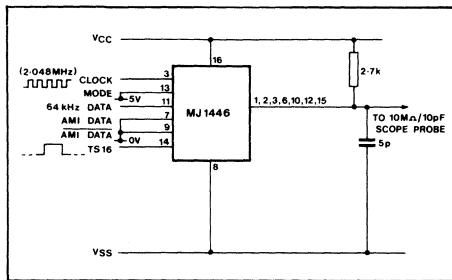 VCC
(2·048MHz)
CLOCK 3
16
2·7k
MODE 13
5V
64 kHz DATA 11
MJ1446
1, 2, 3, 6, 10, 12, 15
AMI DATA 7
TO 10MΩ/10pF
SCOPE PROBE
AMI DATA 9
0V
5p
TS16 14
8
VSS